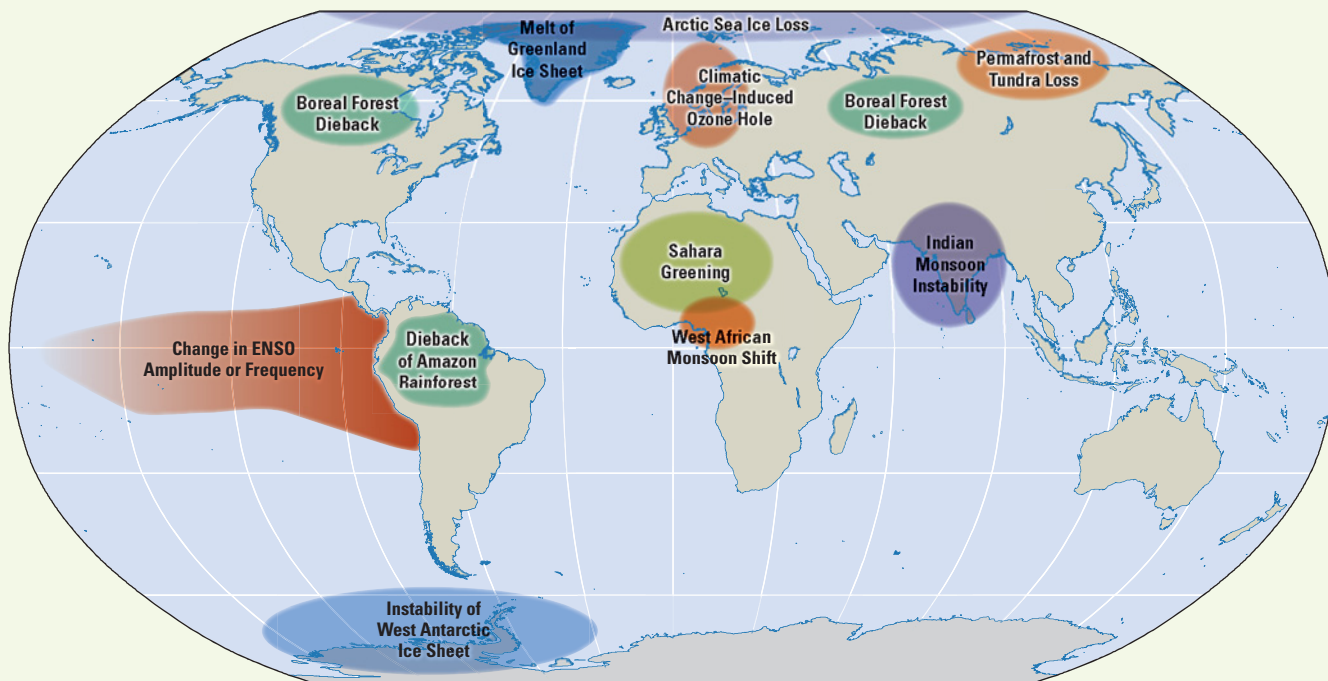 Arctic Sea Ice Loss
Melt of
Greenland
Ice Sheet
Climatic
Change–Induced
Ozone Hole
Permafrost and
Tundra Loss
Boreal Forest
Dieback
Boreal Forest
Dieback
Sahara
Greening
Indian
Monsoon
Instability
West African
Monsoon Shift
Change in ENSO
Amplitude or Frequency
Dieback
of Amazon
Rainforest
Instability of
West Antarctic
Ice Sheet